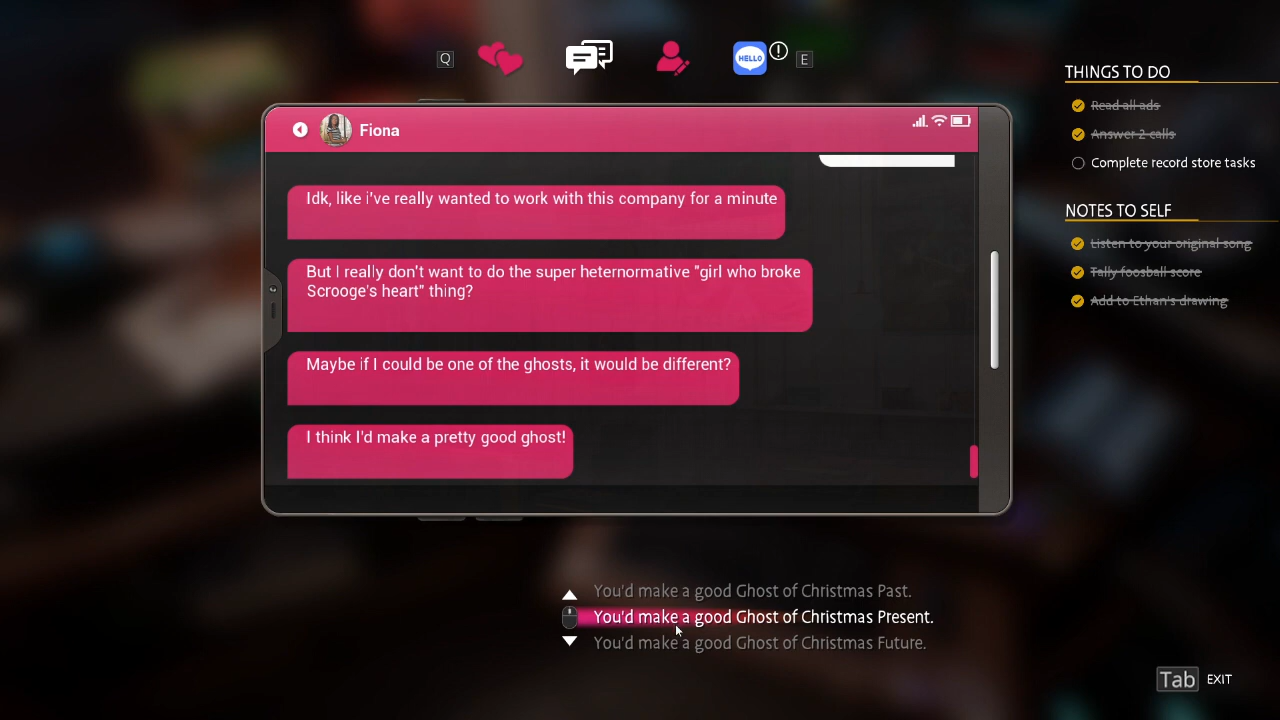 Q
HELLO
!
E
Fiona
Idk, like i've really wanted to work with this company for a minute
But I really don't want to do the super heternormative "girl who broke
Scrooge's heart" thing?
Maybe if I could be one of the ghosts, it would be different?
I think I'd make a pretty good ghost!
THINGS TO DO
Read all ads
Answer 2 calls
Complete record store tasks
NOTES TO SELF
Listen to your original song
Tally foosball score
Add to Ethan's drawing
You'd make a good Ghost of Christmas Past.
You'd make a good Ghost of Christmas Present.
You'd make a good Ghost of Christmas Future.
Tab EXIT